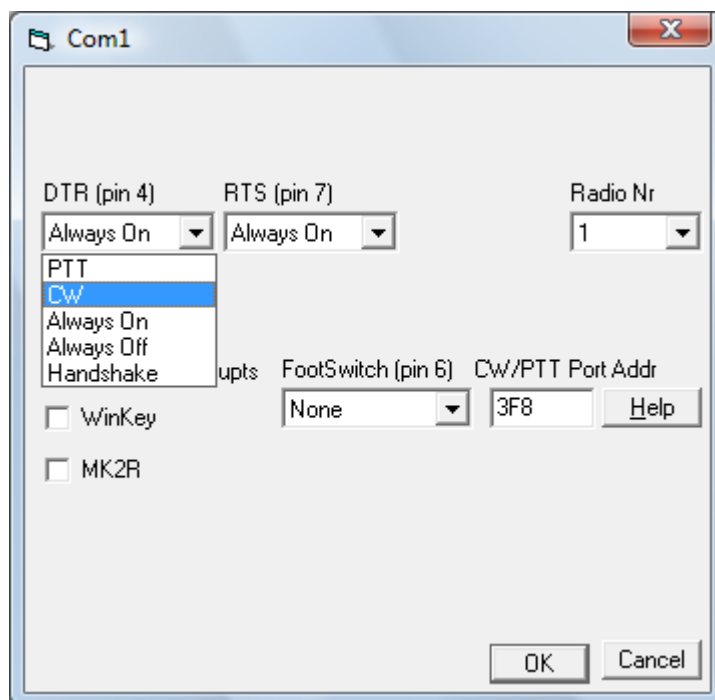 Com1
DTR (pin 4) RTS (pin 7) Radio Nr
Always On Always On 1
PTT
CW
Always On
Always Off
Handshake
upts FootSwitch (pin 6) CW/PTT Port Addr
None 3F8 Help
WinKey
MK2R
OK Cancel